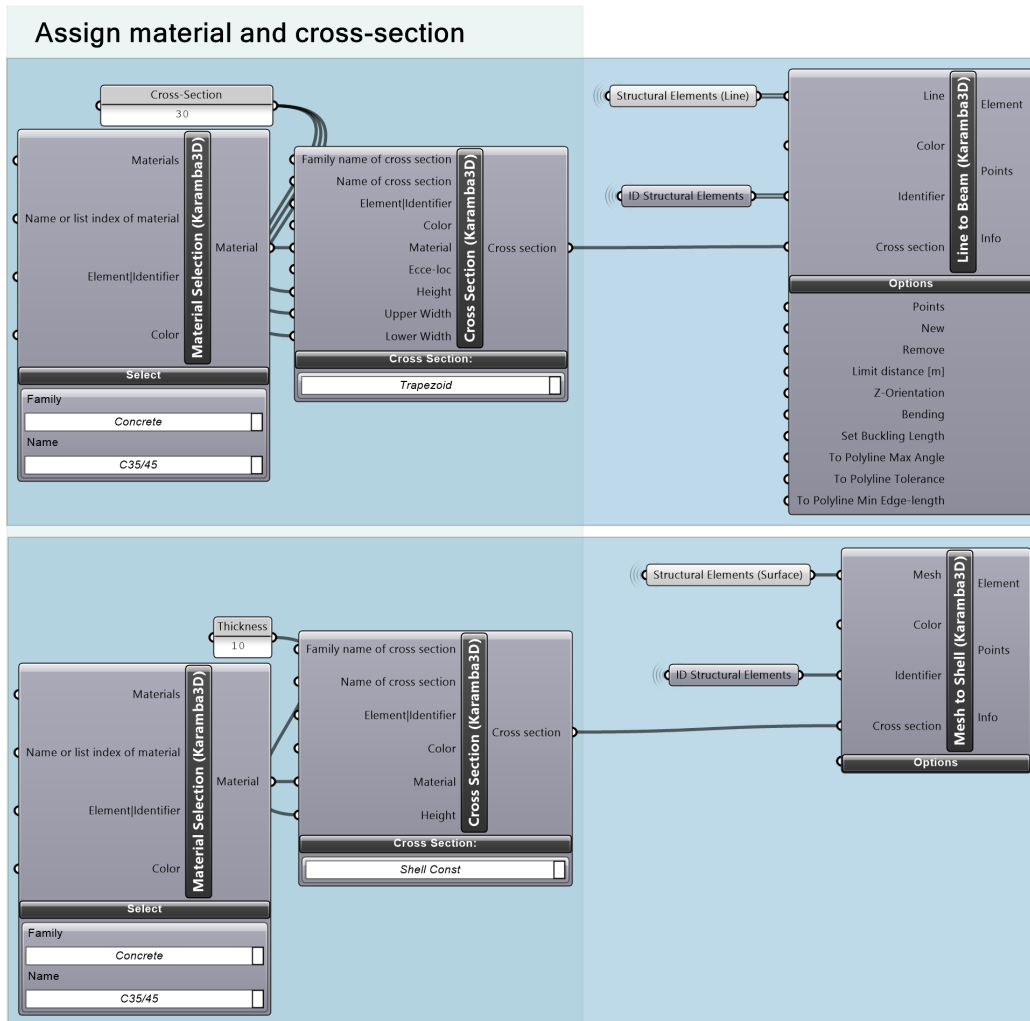 Assign material and cross-section
Cross-Section
30
Materials
Name or list index of material
Element|Identifier
Color
Material Selection (Karamba3D)
Material
Select
Family
Concrete
Name
C35/45
Family name of cross section
Name of cross section
Element|Identifier
Color
Material
Ecce-loc
Height
Upper Width
Lower Width
Cross Section (Karamba3D)
Cross section
Cross Section:
Trapezoid
Structural Elements (Line)
ID Structural Elements
Line
Color
Identifier
Cross section
Line to Beam (Karamba3D)
Element
Points
Info
Options
Points
New
Remove
Limit distance [m]
Z-Orientation
Bending
Set Buckling Length
To Polyline Max Angle
To Polyline Tolerance
To Polyline Min Edge-length
Thickness
10
Materials
Name or list index of material
Element|Identifier
Color
Material Selection (Karamba3D)
Material
Select
Family
Concrete
Name
C35/45
Family name of cross section
Name of cross section
Element|Identifier
Color
Material
Height
Cross Section (Karamba3D)
Cross section
Cross Section:
Shell Const
Structural Elements (Surface)
ID Structural Elements
Mesh
Color
Identifier
Cross section
Mesh to Shell (Karamba3D)
Element
Points
Info
Options